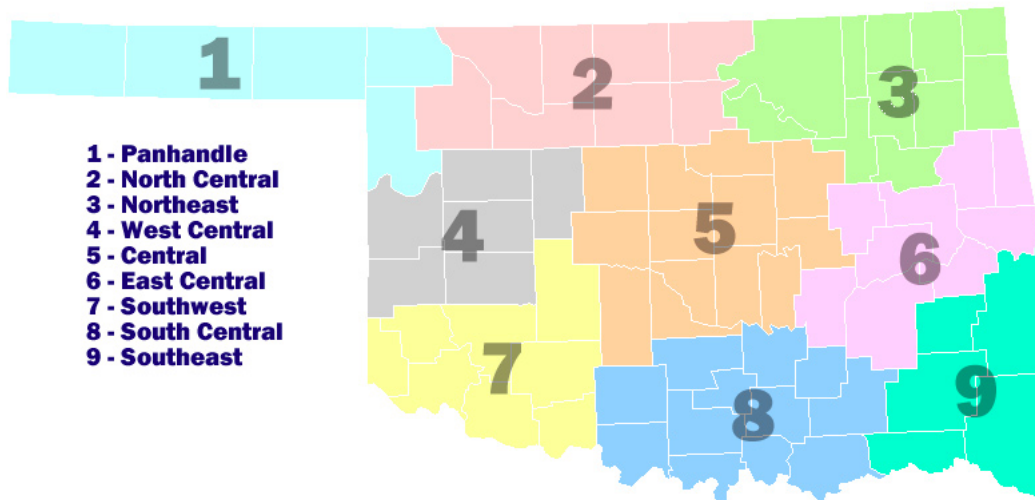 1
2
3
4
5
6
7
8
9
1 - Panhandle
2 - North Central
3 - Northeast
4 - West Central
5 - Central
6 - East Central
7 - Southwest
8 - South Central
9 - Southeast